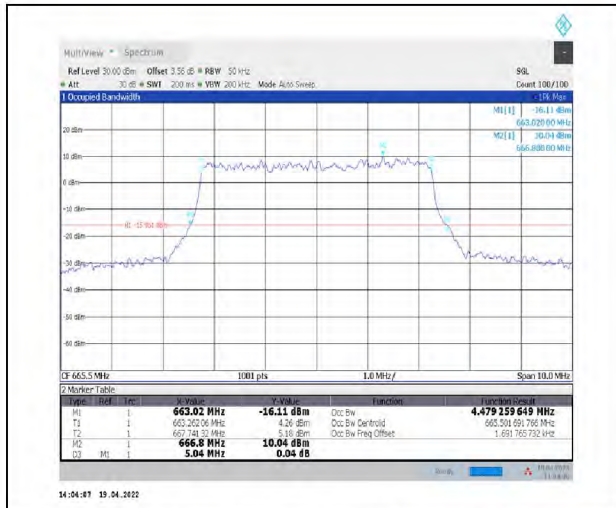 MultiView Spectrum
Ref Level 30.00 dBm Offset 3.56 dB RBW 50 kHz SGL
Att 30 dB SWT 200 ms VBW 200 kHz Mode Auto Sweep Count 100/100
1 Occupied Bandwidth 1Pk Max
M1[1] -16.11 dBm
663.02000 MHz
M2[1] 10.04 dBm
666.80000 MHz
20 dBm
10 dBm
0 dBm
-10 dBm
-20 dBm
-30 dBm
-40 dBm
-50 dBm
-60 dBm
CF 665.5 MHz 1001 pts 1.0 MHz/ Span 10.0 MHz
2 Marker Table
Type Ref Trc X-Value Y-Value Function Function Result
M1 1 663.02 MHz -16.11 dBm Occ Bw 4.479 259 649 MHz
T1 1 663.26206 MHz 4.26 dBm Occ Bw Centroid 665.501 691 766 MHz
T2 1 667.741 32 MHz 5.18 dBm Occ Bw Freq Offset 1.691 765 732 kHz
M2 1 666.8 MHz 10.04 dBm
D3 M1 1 5.04 MHz 0.04 dB
14:04:07 19.04.2022